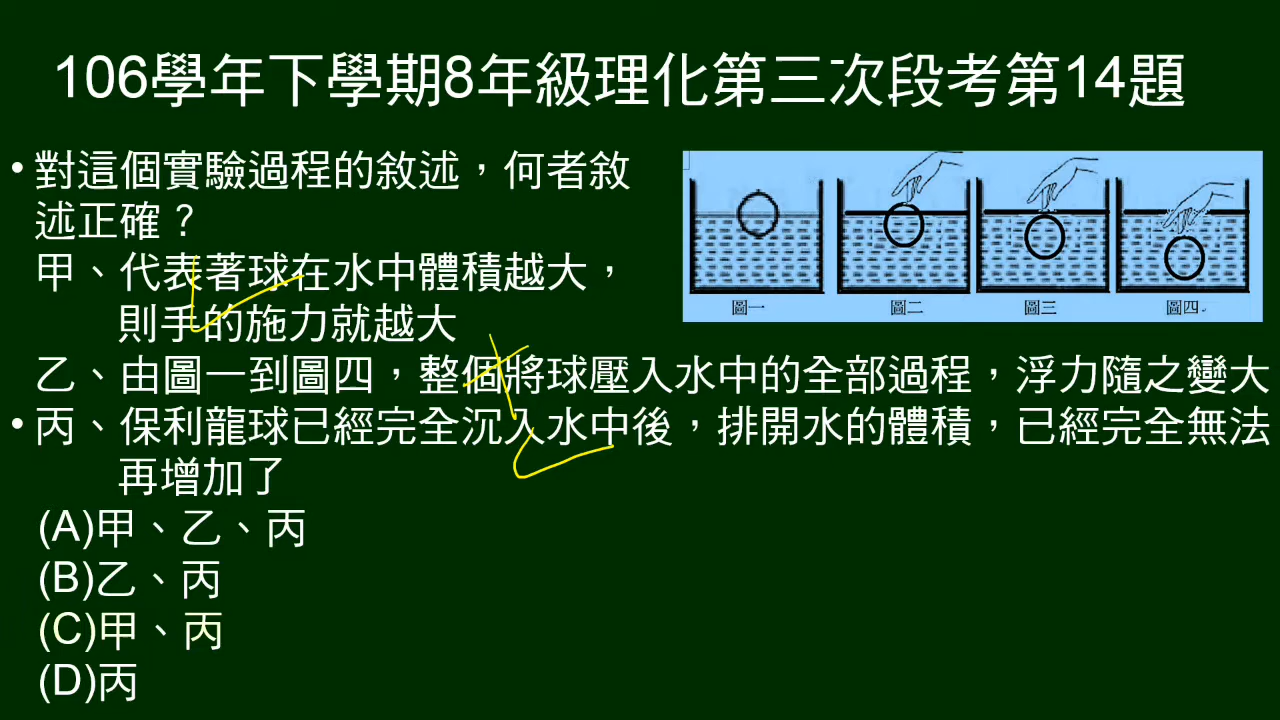 106學年下學期8年級理化第三次段考第14題
• 對這個實驗過程的敘述，何者敘
述正確？
甲、代表著球在水中體積越大，
則手的施力就越大
乙、由圖一到圖四，整個將球壓入水中的全部過程，浮力隨之變大
• 丙、保利龍球已經完全沉入水中後，排開水的體積，已經完全無法
再增加了
(A)甲、乙、丙
(B)乙、丙
(C)甲、丙
(D)丙
圖一 圖二 圖三 圖四